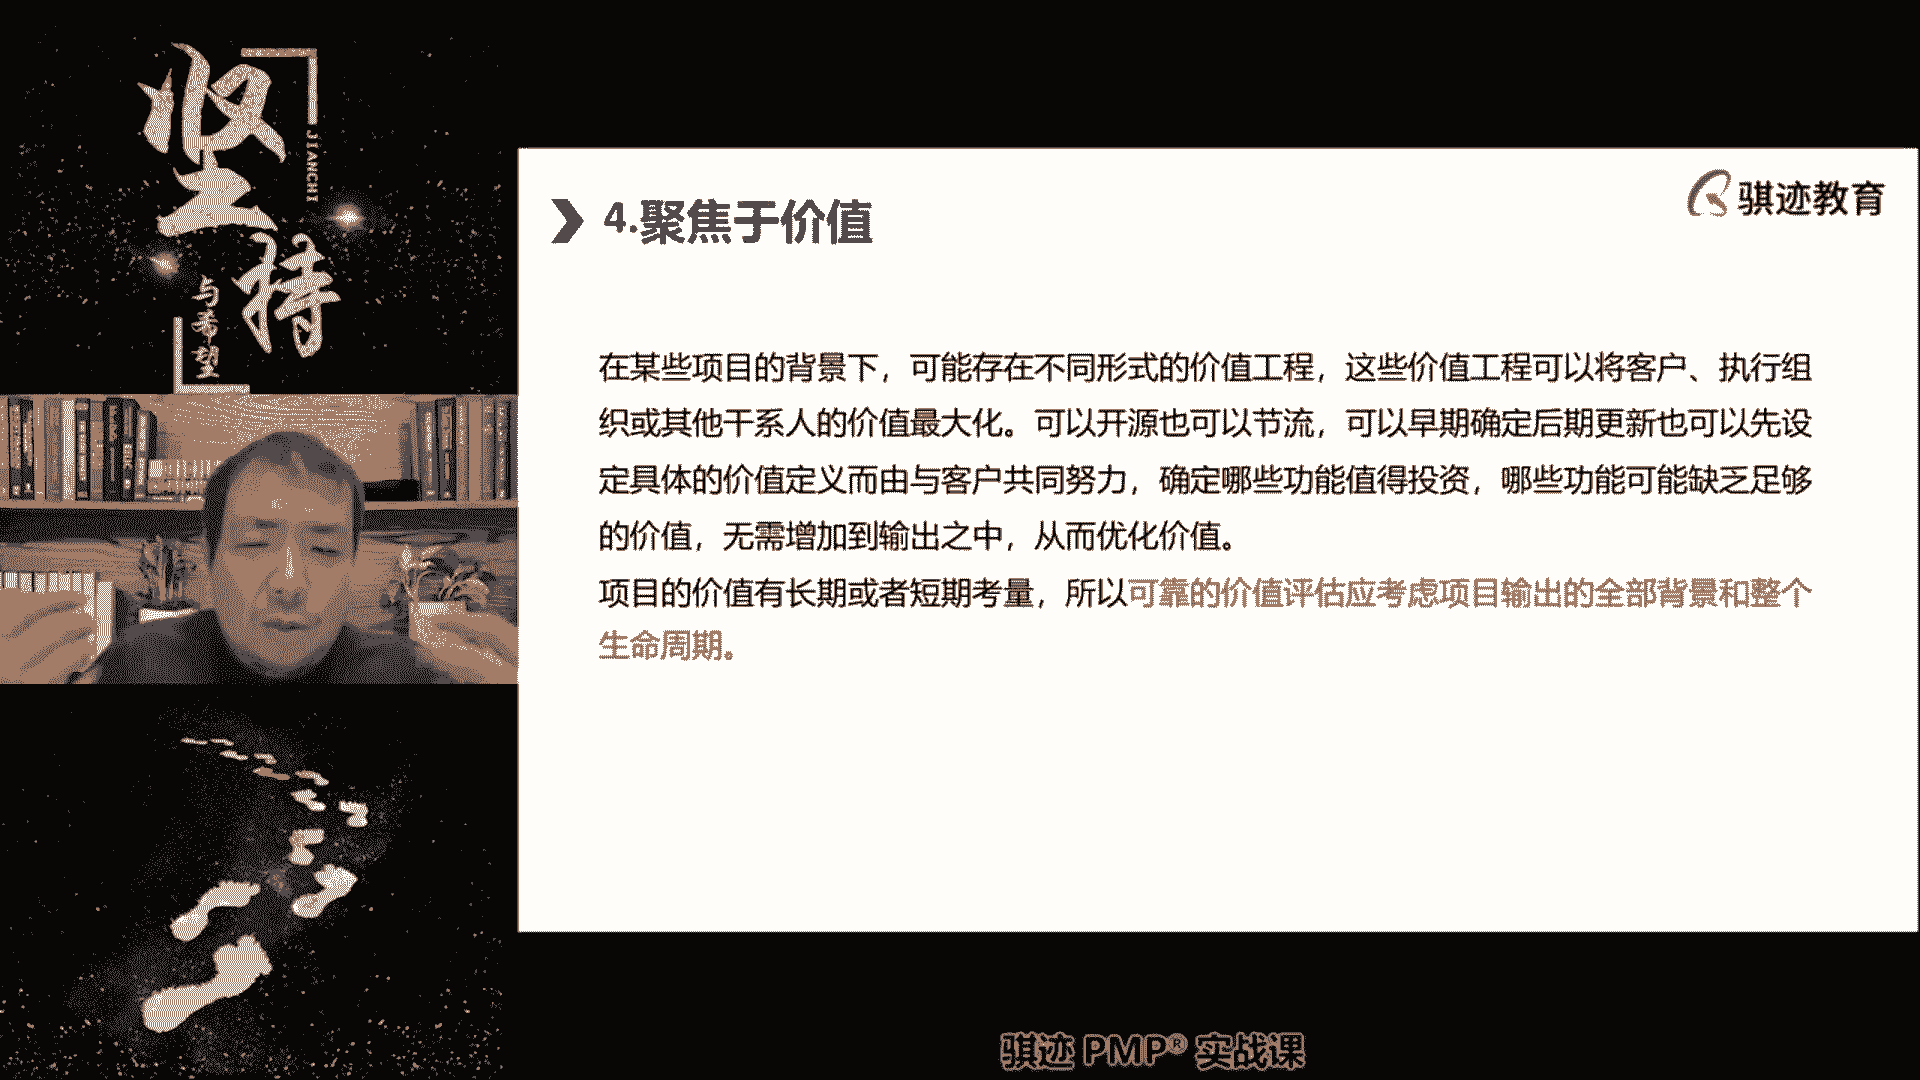 坚持
JIANCHI
与希望
骐迹教育
4.聚焦于价值
在某些项目的背景下，可能存在不同形式的价值工程，这些价值工程可以将客户、执行组
织或其他干系人的价值最大化。可以开源也可以节流，可以早期确定后期更新也可以先设
定具体的价值定义而由与客户共同努力，确定哪些功能值得投资，哪些功能可能缺乏足够
的价值，无需增加到输出之中，从而优化价值。
项目的价值有长期或者短期考量，所以可靠的价值评估应考虑项目输出的全部背景和整个
生命周期。
骐迹 PMP® 实战课